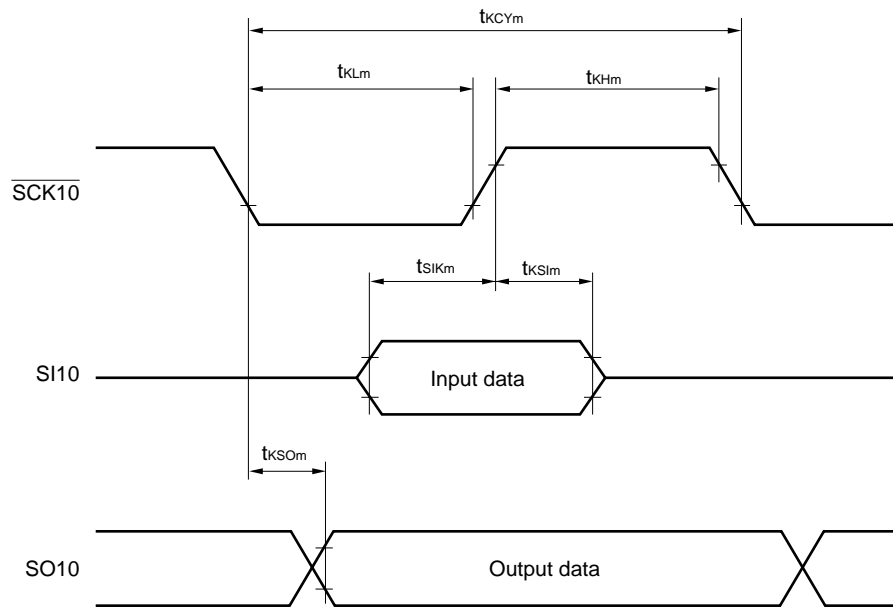 tKCYm
tKLm
tKHm
SCK10
tSIKm
tKSIm
SI10
Input data
tKSOm
SO10
Output data